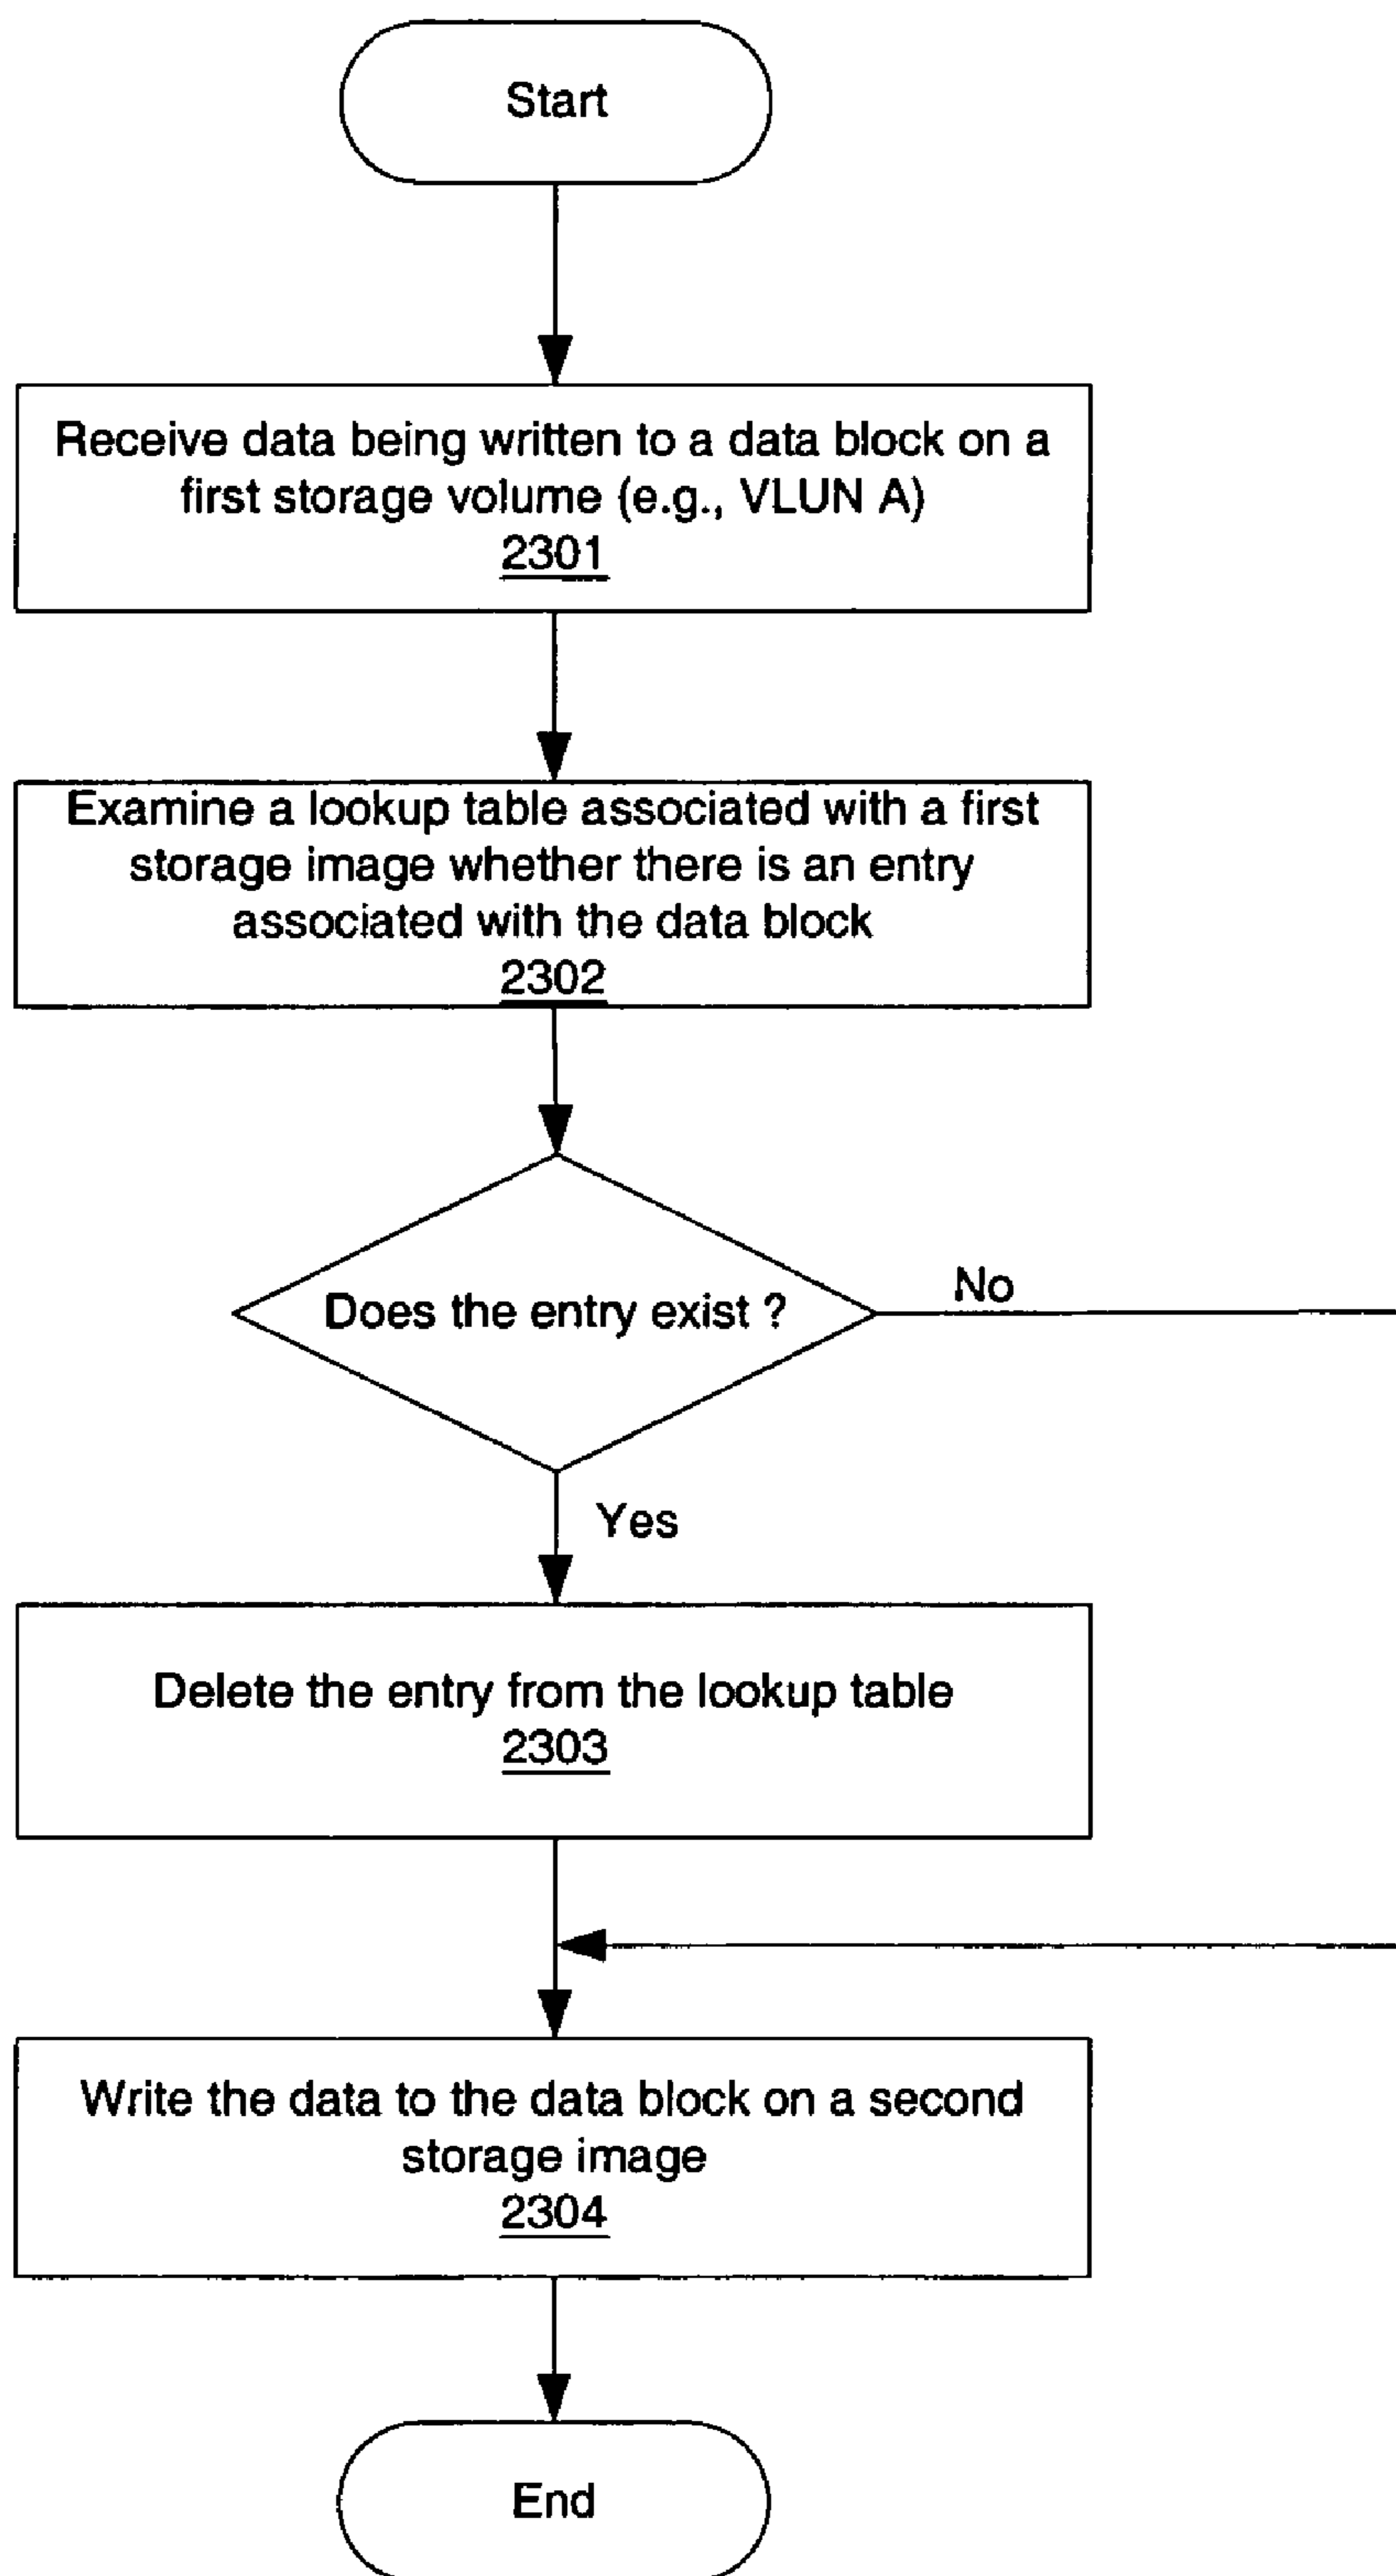 Start
Receive data being written to a data block on a
first storage volume (e.g., VLUN A)
2301
Examine a lookup table associated with a first
storage image whether there is an entry
associated with the data block
2302
Does the entry exist ?
No
Yes
Delete the entry from the lookup table
2303
Write the data to the data block on a second
storage image
2304
End